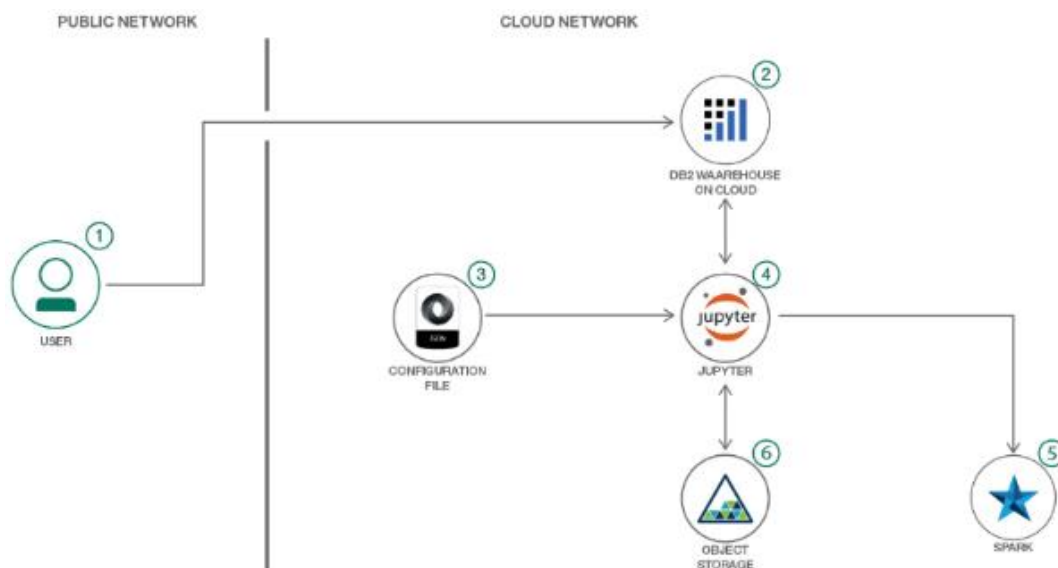 PUBLIC NETWORK
CLOUD NETWORK
2
DB2 WAAREHOUSE
ON CLOUD
1
USER
3
JSON
CONFIGURATION
FILE
4
jupyter
JUPYTER
6
OBJECT
STORAGE
5
SPARK